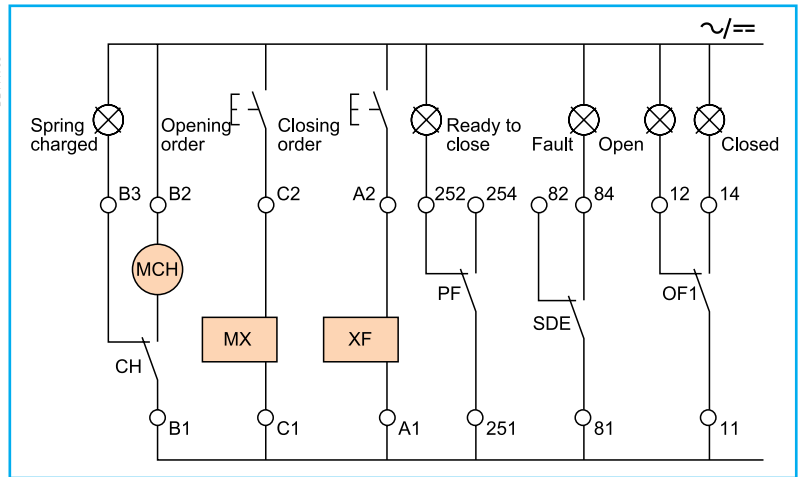 ∼/==
Spring charged
Opening order
Closing order
Ready to close
Fault
Open
Closed
B3
B2
C2
A2
252
254
82
84
12
14
MCH
PF
OF1
SDE
MX
XF
CH
B1
C1
A1
251
81
11